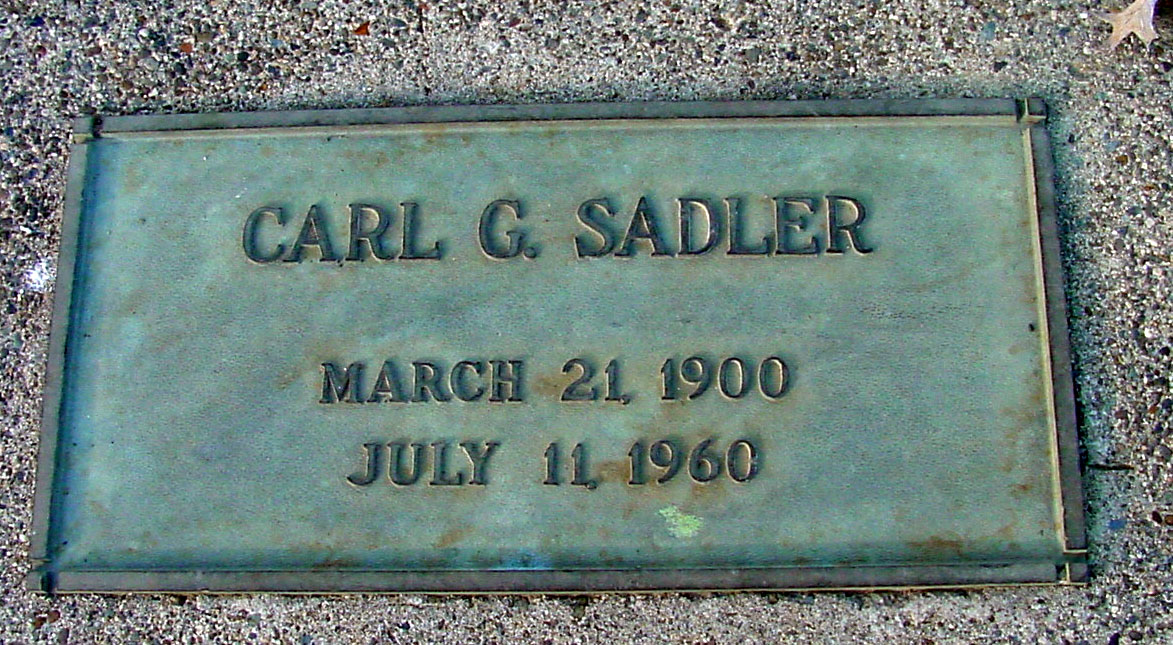 CARL G. SADLER
MARCH 21, 1900
JULY 11, 1960